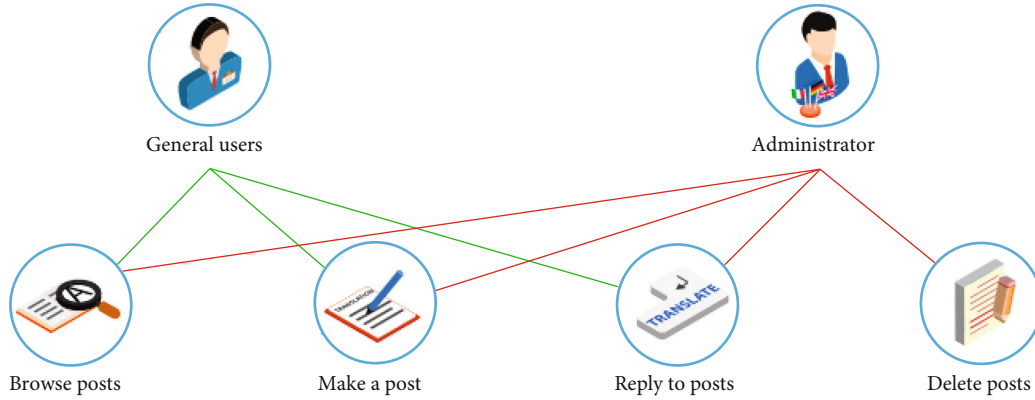 General users
Administrator
A
TRANSLATION
TRANSLATE
Browse posts
Make a post
Reply to posts
Delete posts